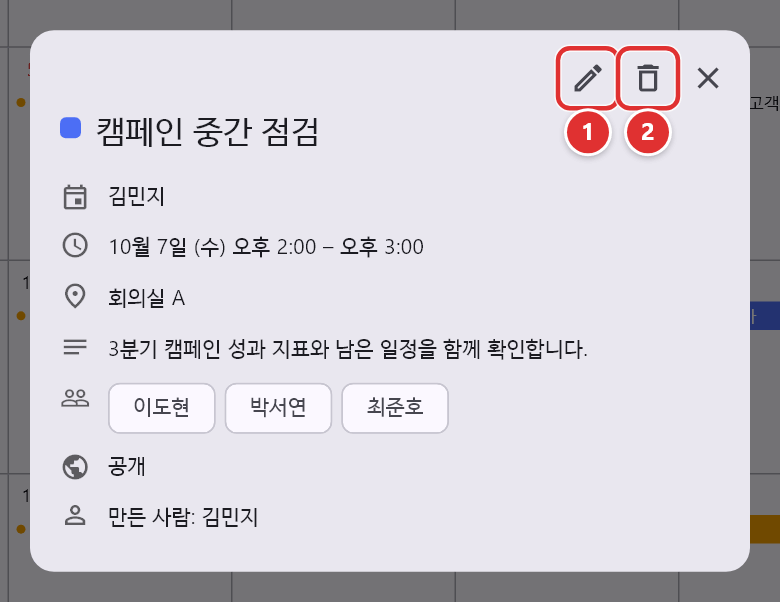 1
2
캠페인 중간 점검
김민지
10월 7일 (수) 오후 2:00 – 오후 3:00
회의실 A
3분기 캠페인 성과 지표와 남은 일정을 함께 확인합니다.
이도현 박서연 최준호
공개
만든 사람: 김민지
고객